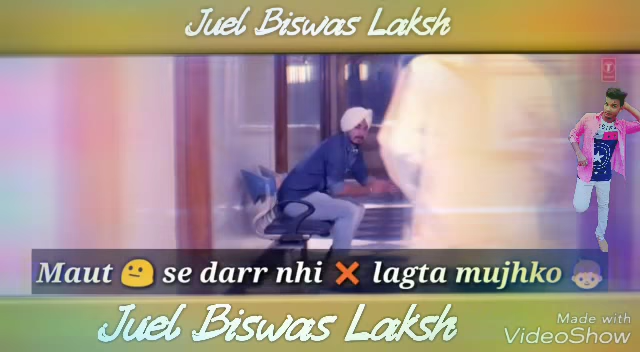 Juel Biswas Laksh
T
Maut 😐 se darr nhi ❌ lagta mujhko 👦
Juel Biswas Laksh
Made with
VideoShow